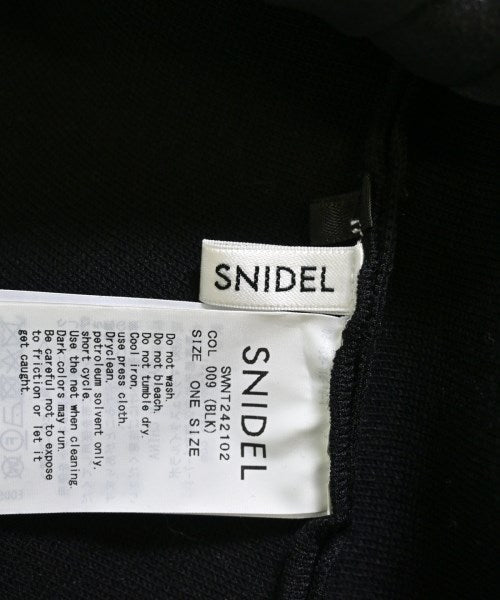 SNIDEL
SNIDEL
SWNT242102
COL 009 (BLK)
SIZE ONE SIZE
Do not wash.
Do not bleach.
Do not tumble dry.
Cool iron.
use press cloth.
Dryclean.
petroleum solvent only.
short cycle.
Use the net when cleaning.
Dark colors may run.
Be careful not to expose
to friction or let it
get caught.